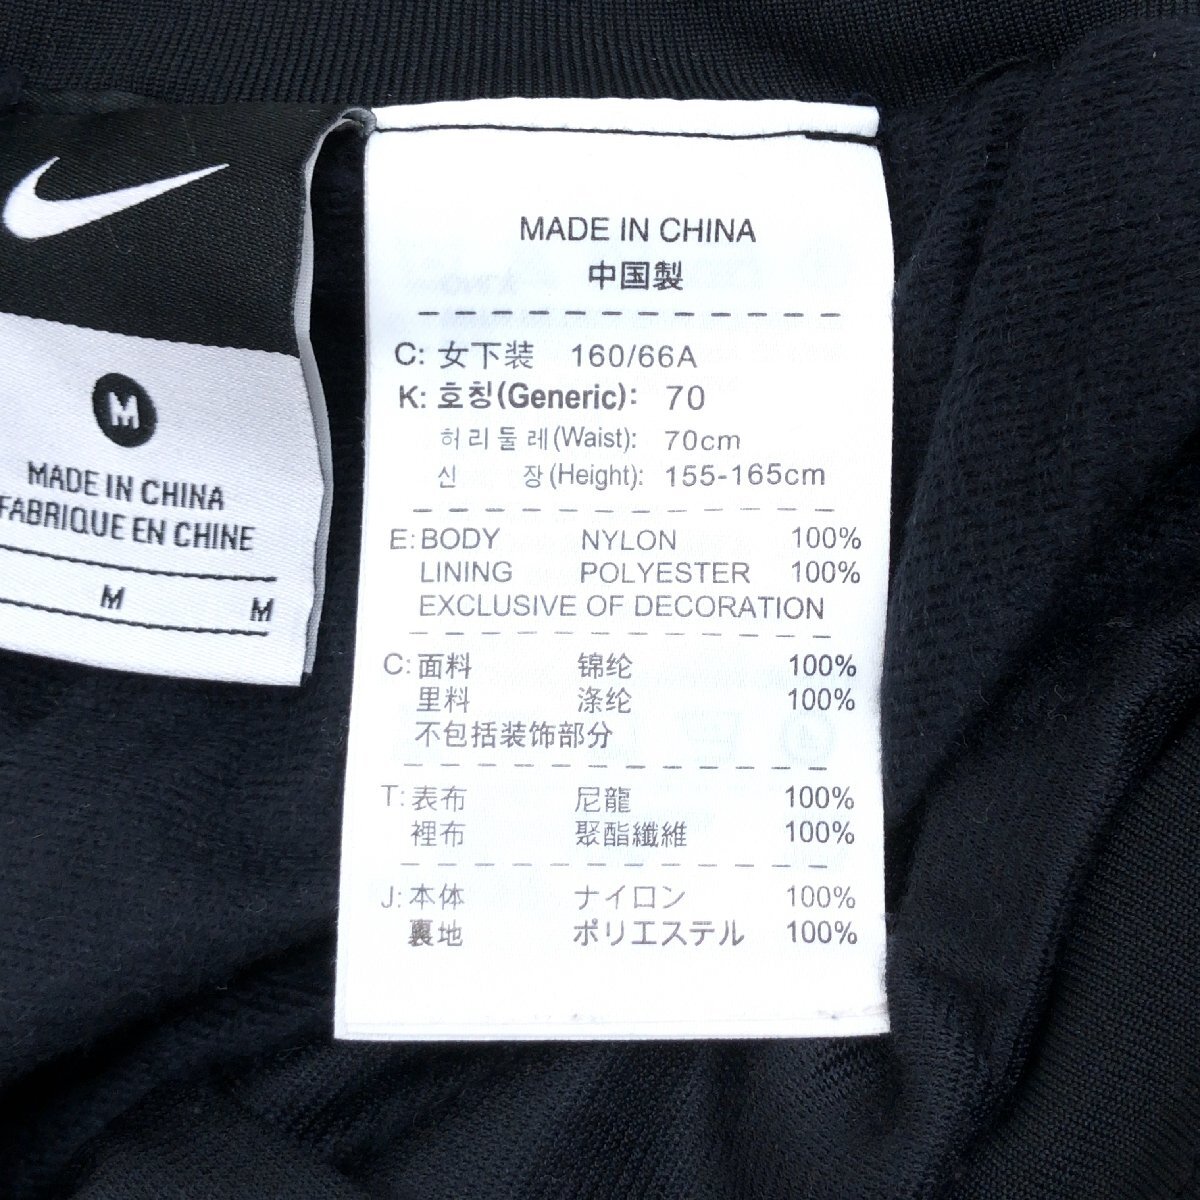 M
MADE IN CHINA
FABRIQUE EN CHINE
M M
MADE IN CHINA
中国製
C: 女下装 160/66A
K: 호칭(Generic): 70
허리둘레(Waist): 70cm
신 장(Height): 155-165cm
E: BODY NYLON 100%
LINING POLYESTER 100%
EXCLUSIVE OF DECORATION
C: 面料 锦纶 100%
里料 涤纶 100%
不包括装饰部分
T: 表布 尼龍 100%
裡布 聚酯纖維 100%
J: 本体 ナイロン 100%
裏地 ポリエステル 100%